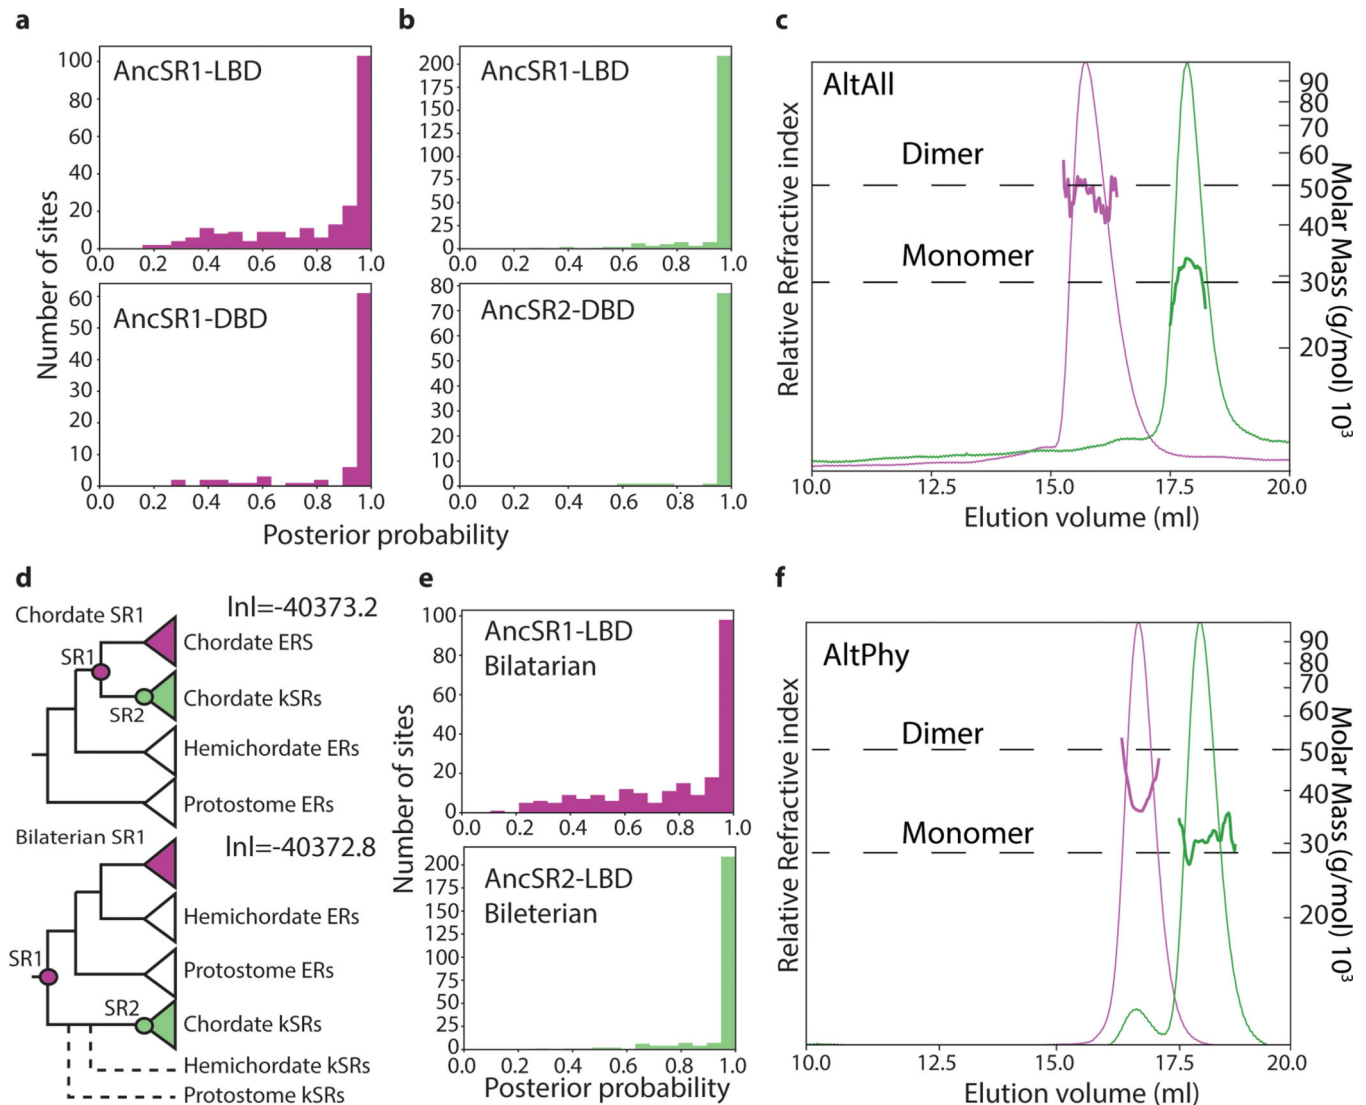 a
AncSR1-LBD
100
80
60
40
20
0
0.0 0.2 0.4 0.6 0.8 1.0
AncSR1-DBD
60
50
40
30
20
10
0
0.0 0.2 0.4 0.6 0.8 1.0
Number of sites
b
AncSR1-LBD
200
175
150
125
100
75
50
25
0
0.0 0.2 0.4 0.6 0.8 1.0
AncSR2-DBD
80
70
60
50
40
30
20
10
0
0.0 0.2 0.4 0.6 0.8 1.0
Posterior probability
c
AltAll
Dimer
Monomer
Relative Refractive index
90
80
70
60
50
40
30
20
Molar Mass (g/mol) 10³
10.0 12.5 15.0 17.5 20.0
Elution volume (ml)
d
Chordate SR1
lnl=-40373.2
SR1
Chordate ERS
SR2
Chordate kSRs
Hemichordate ERs
Protostome ERs
Bilaterian SR1
lnl=-40372.8
Hemichordate ERs
Protostome ERs
SR1
SR2
Chordate kSRs
Hemichordate kSRs
Protostome kSRs
e
AncSR1-LBD
Bilatarian
100
80
60
40
20
0
0.0 0.2 0.4 0.6 0.8 1.0
AncSR2-LBD
Bileterian
200
175
150
125
100
75
50
25
0
0.0 0.2 0.4 0.6 0.8 1.0
Number of sites
Posterior probability
f
AltPhy
Dimer
Monomer
Relative Refractive index
90
80
70
60
50
40
30
20
Molar Mass (g/mol) 10³
10.0 12.5 15.0 17.5 20.0
Elution volume (ml)